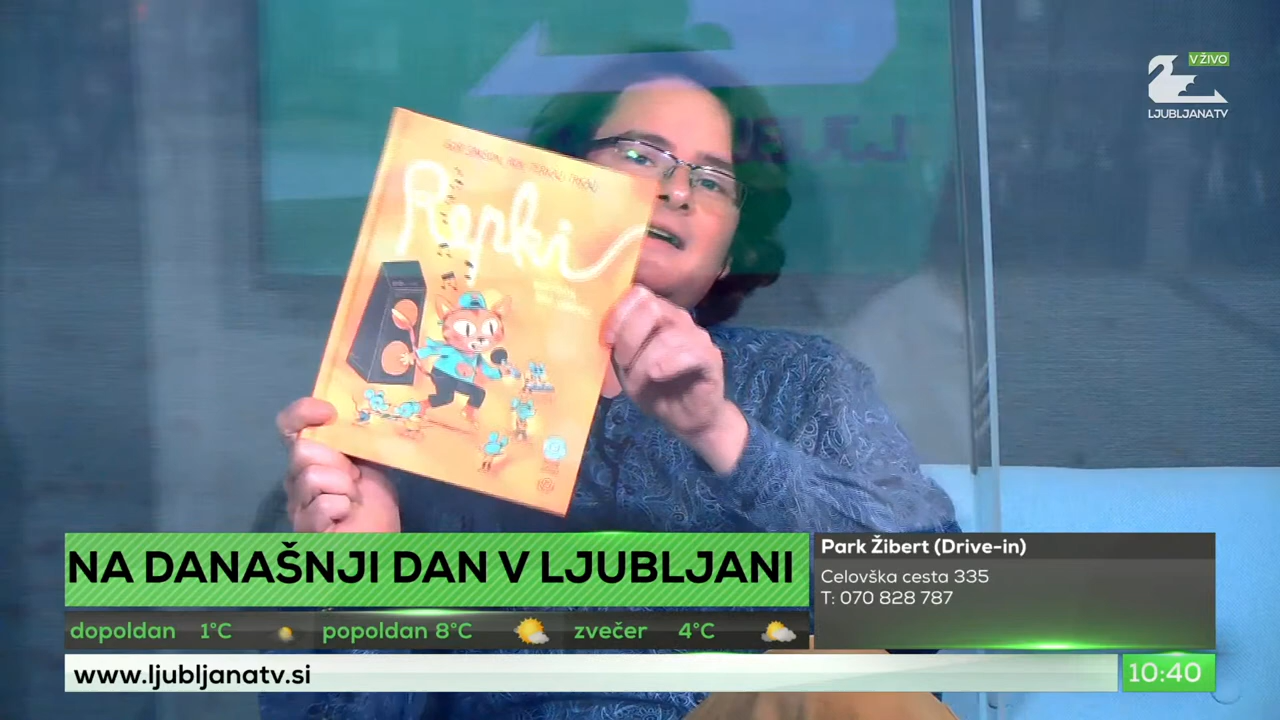 V ŽIVO
LJUBLJANATV
Repki
NA DANAŠNJI DAN V LJUBLJANI
Park Žibert (Drive-in)
Celovška cesta 335
T: 070 828 787
dopoldan 1°C popoldan 8°C zvečer 4°C
www.ljubljanatv.si
10:40